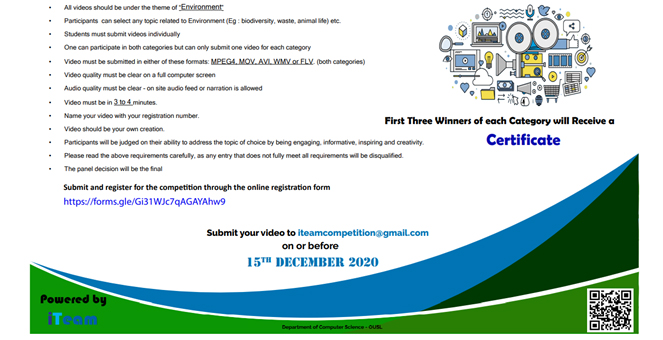 • All videos should be under the theme of "Environment"
• Participants can select any topic related to Environment (Eg : biodiversity, waste, animal life) etc.
• Students must submit videos individually
• One can participate in both categories but can only submit one video for each category
• Video must be submitted in either of these formats: MPEG4, MOV, AVI, WMV or FLV. (both categories)
• Video quality must be clear on a full computer screen
• Audio quality must be clear - on site audio feed or narration is allowed
• Video must be in 3 to 4 minutes.
• Name your video with your registration number.
• Video should be your own creation.
• Participants will be judged on their ability to address the topic of choice by being engaging, informative, inspiring and creativity.
• Please read the above requirements carefully, as any entry that does not fully meet all requirements will be disqualified.
• The panel decision will be the final
First Three Winners of each Category will Receive a
Certificate
Submit and register for the competition through the online registration form
https://forms.gle/Gi31WJc7qAGAYAhw9
Submit your video to iteamcompetition@gmail.com
on or before
15TH DECEMBER 2020
Powered by
iTeam
Department of Computer Science - OUSL